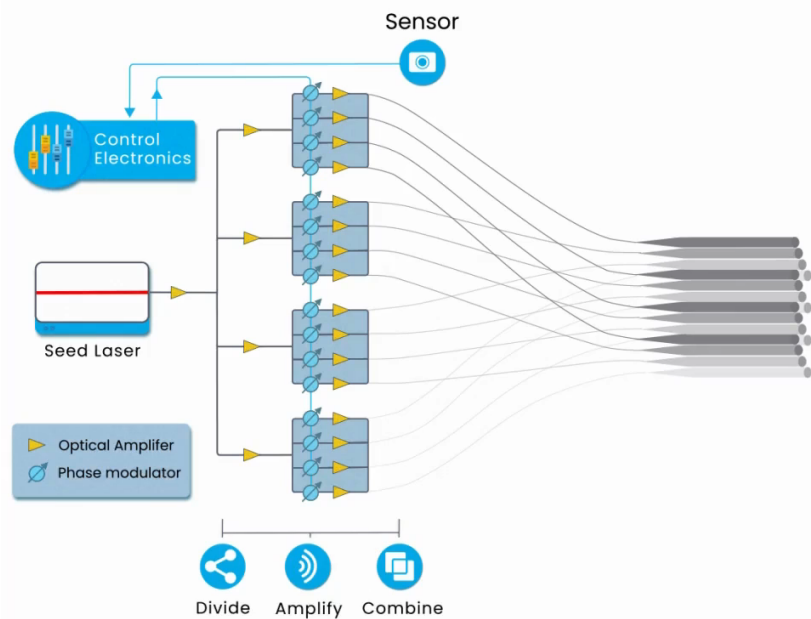 Sensor
Control
Electronics
Seed Laser
Optical Amplifer
Phase modulator
Divide
Amplify
Combine